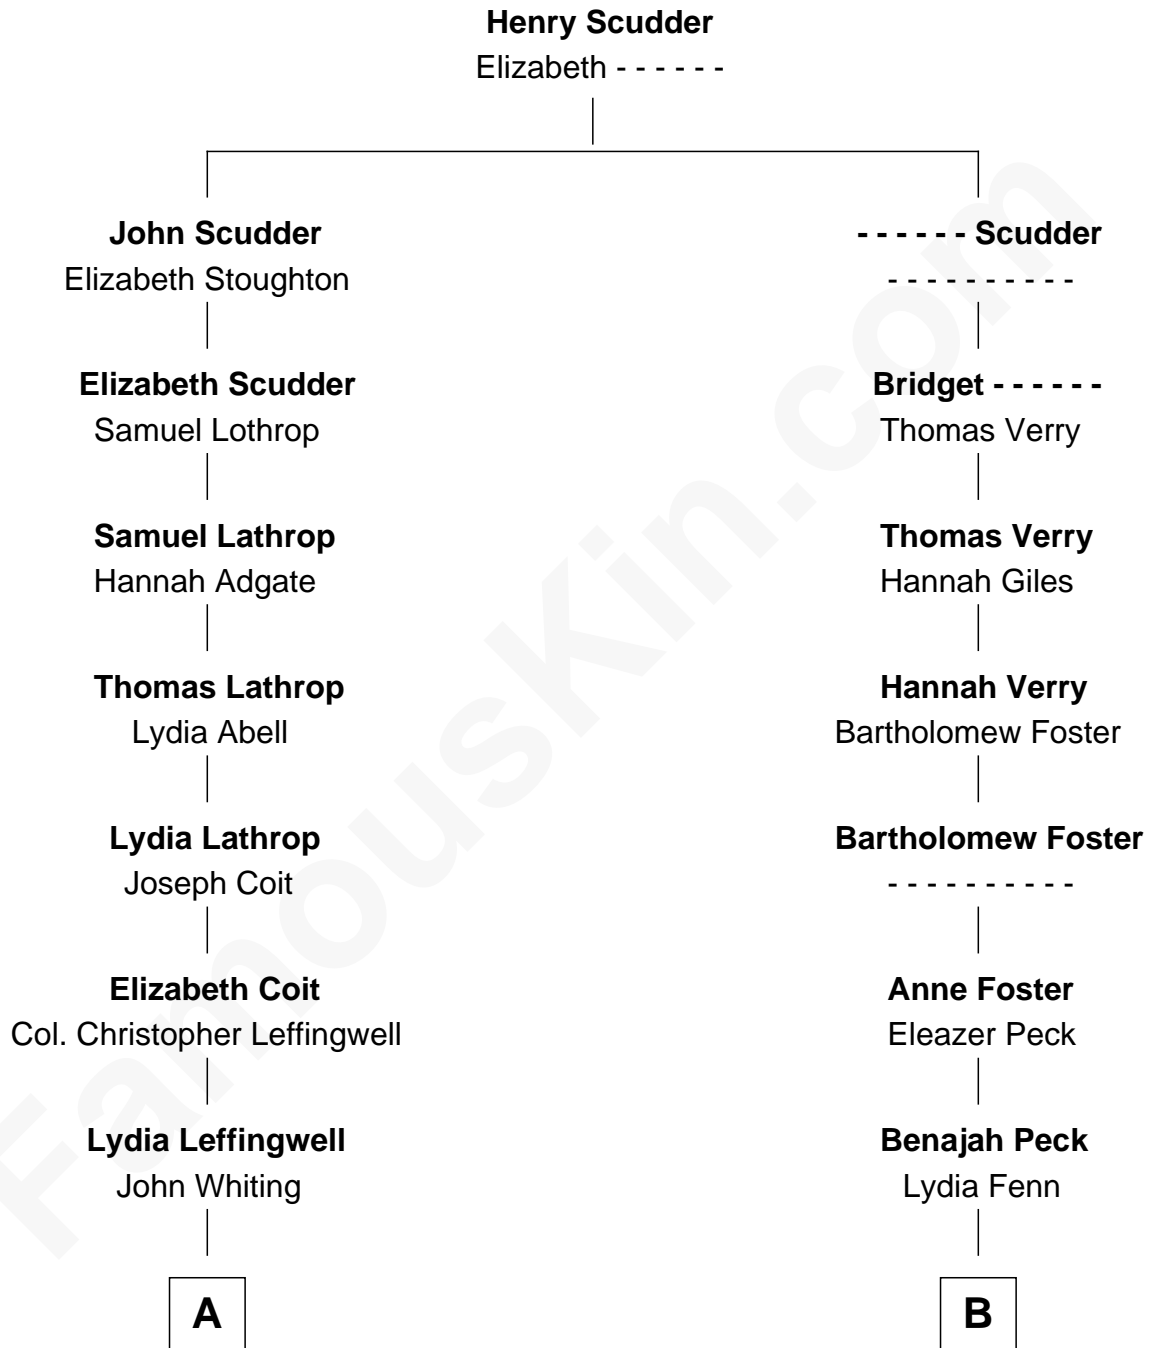 Henry Scudder
Elizabeth - - - - - -
John Scudder
Elizabeth Stoughton
- - - - - - Scudder
- - - - - - - - - -
Elizabeth Scudder
Samuel Lothrop
Bridget - - - - - -
Thomas Verry
Samuel Lathrop
Hannah Adgate
Thomas Verry
Hannah Giles
Thomas Lathrop
Lydia Abell
Hannah Verry
Bartholomew Foster
Lydia Lathrop
Joseph Coit
Bartholomew Foster
- - - - - - - - - -
Elizabeth Coit
Col. Christopher Leffingwell
Anne Foster
Eleazer Peck
Lydia Leffingwell
John Whiting
Benajah Peck
Lydia Fenn
A
B
FamousKin.com